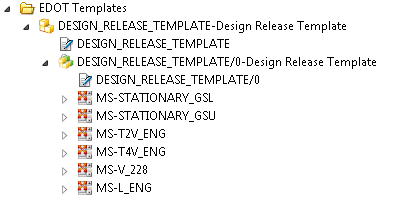 EDOT Templates
DESIGN_RELEASE_TEMPLATE-Design Release Template
DESIGN_RELEASE_TEMPLATE
DESIGN_RELEASE_TEMPLATE/0-Design Release Template
DESIGN_RELEASE_TEMPLATE/0
MS-STATIONARY_GSL
MS-STATIONARY_GSU
MS-T2V_ENG
MS-T4V_ENG
MS-V_228
MS-L_ENG